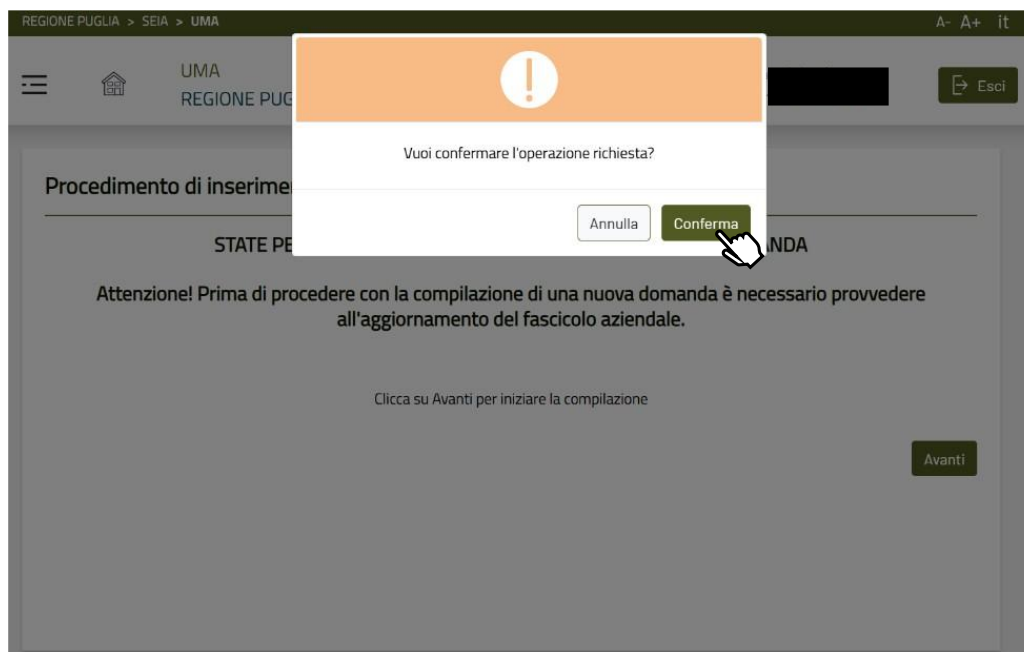 REGIONE PUGLIA > SEIA > UMA
A- A+ it
UMA
REGIONE PUG
Esci
Vuoi confermare l'operazione richiesta?
Annulla Conferma
Procedimento di inserime
STATE PE NDA
Attenzione! Prima di procedere con la compilazione di una nuova domanda è necessario provvedere
all'aggiornamento del fascicolo aziendale.
Clicca su Avanti per iniziare la compilazione
Avanti